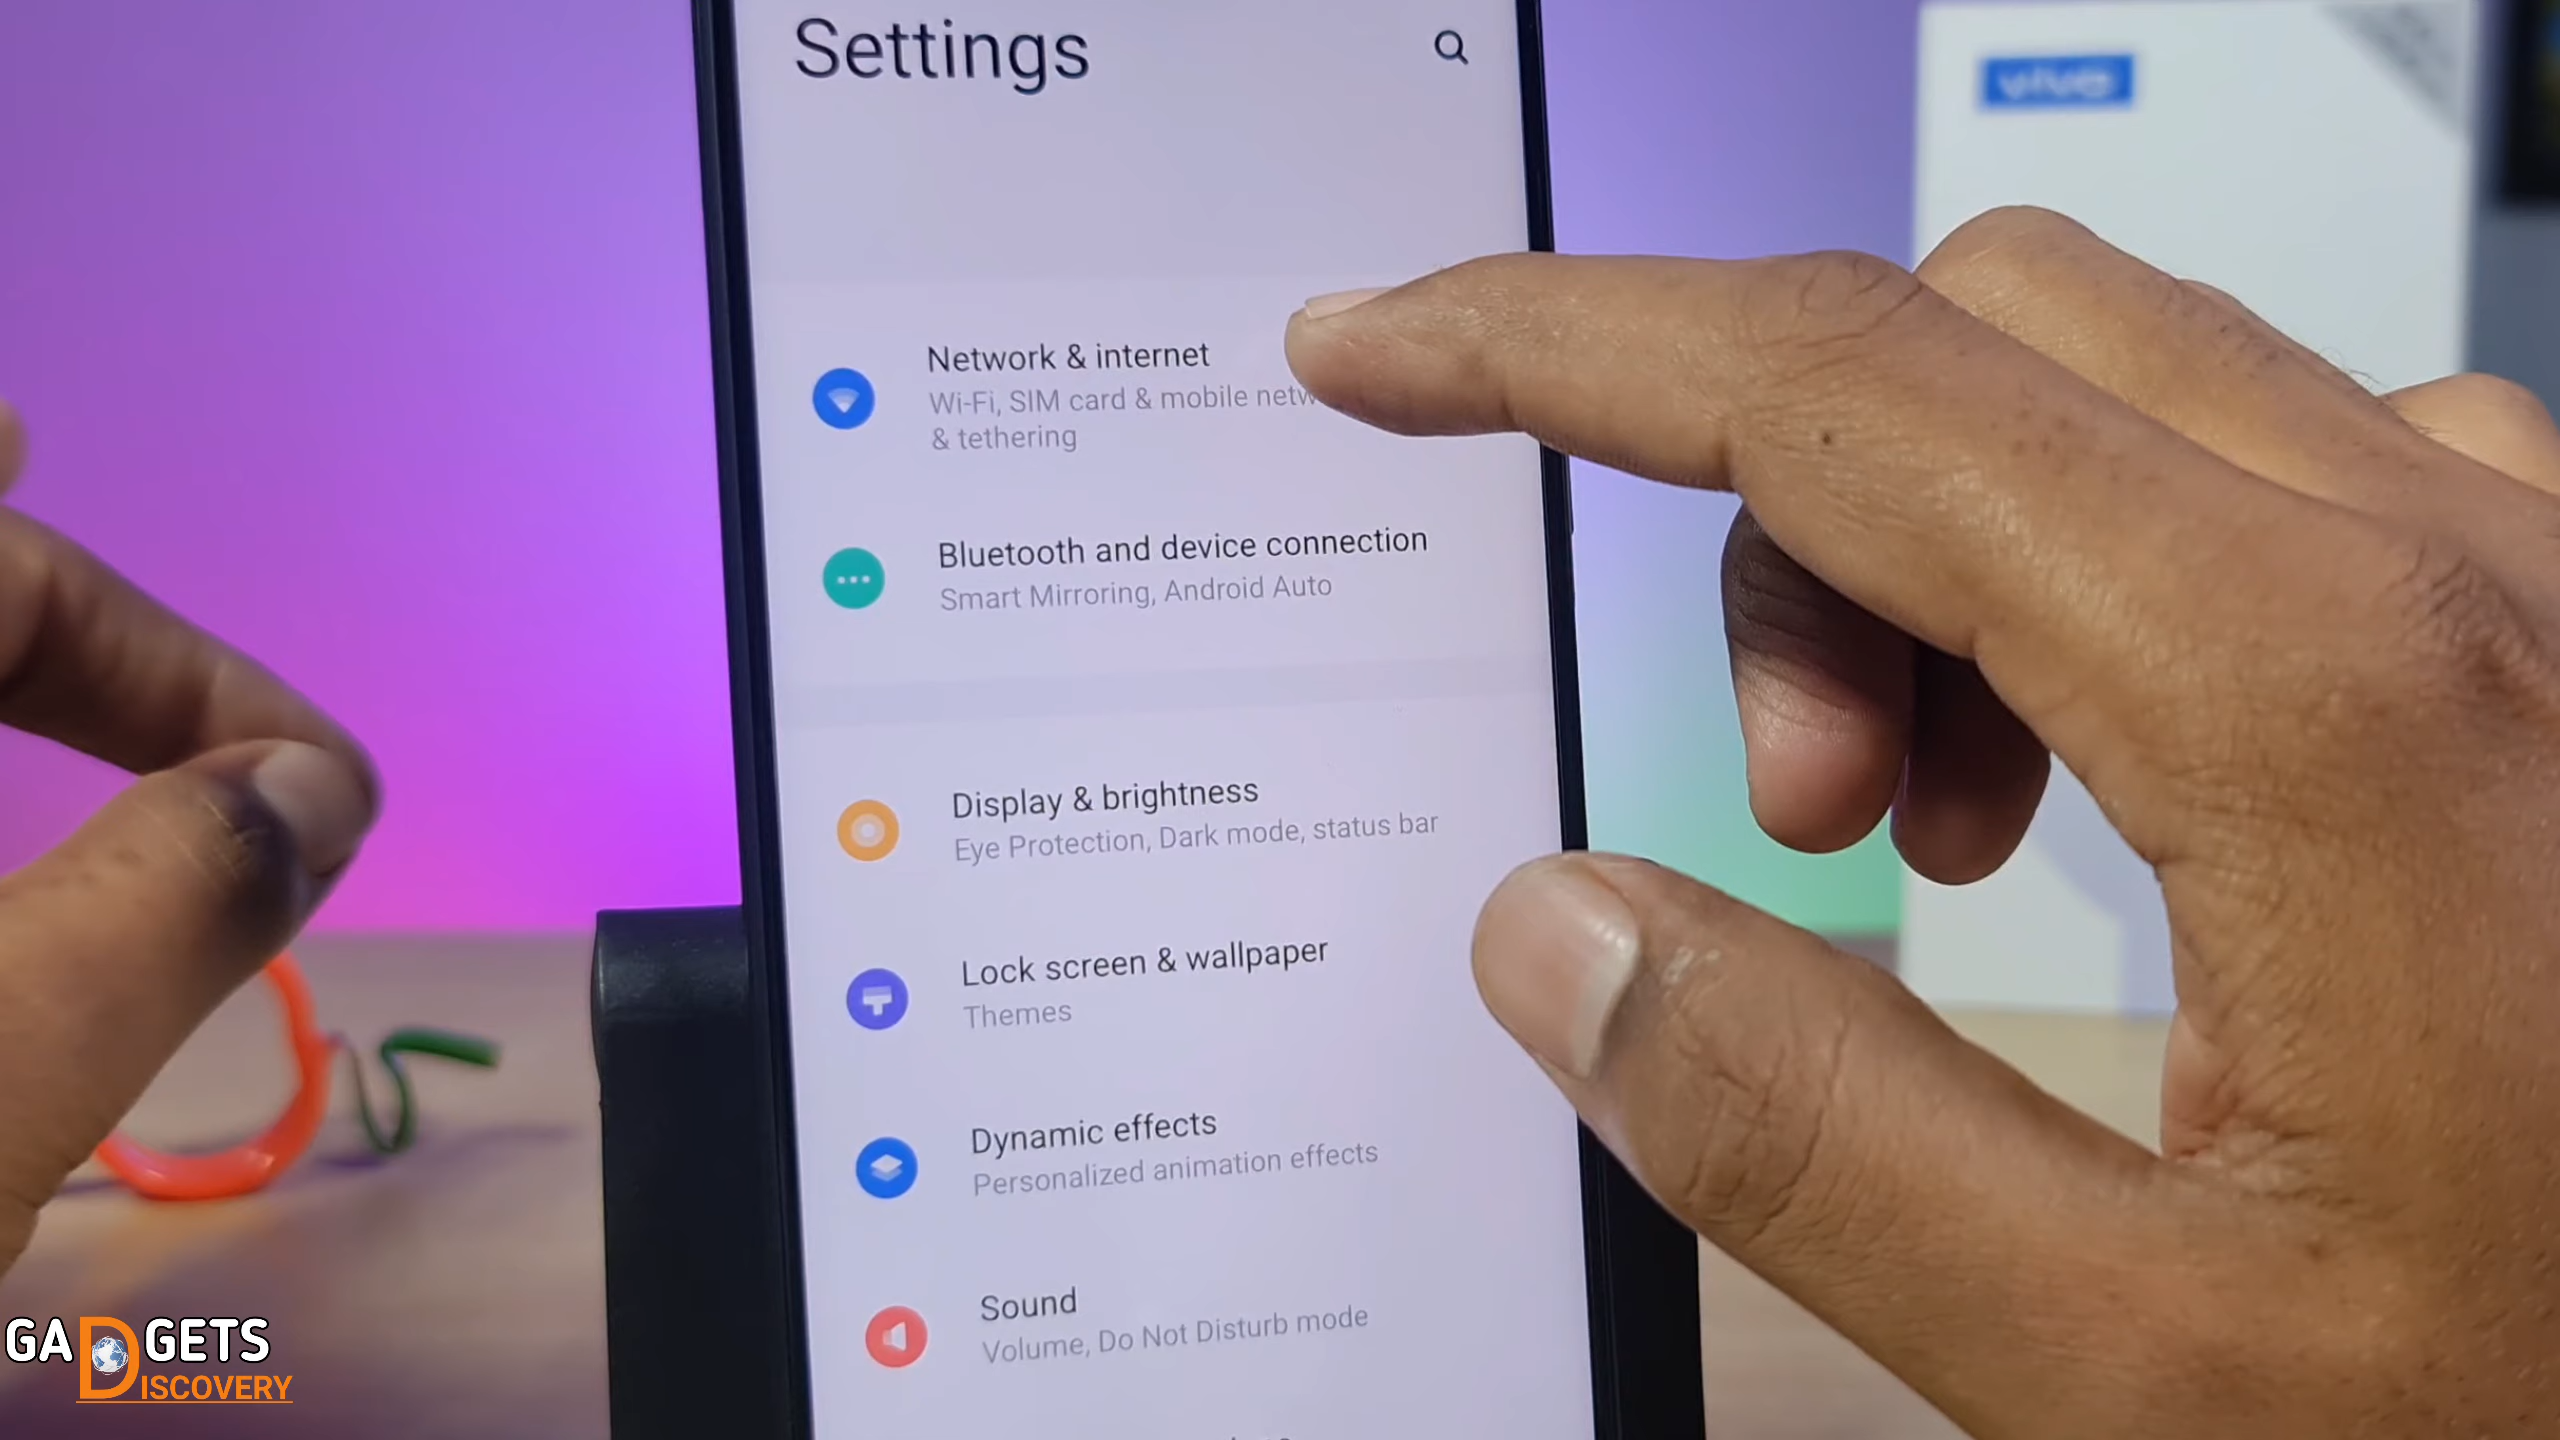 Settings
vivo
Network & internet
Wi-Fi, SIM card & mobile netw
& tethering
Bluetooth and device connection
Smart Mirroring, Android Auto
Display & brightness
Eye Protection, Dark mode, status bar
Lock screen & wallpaper
Themes
Dynamic effects
Personalized animation effects
Sound
Volume, Do Not Disturb mode
GADGETS
DISCOVERY